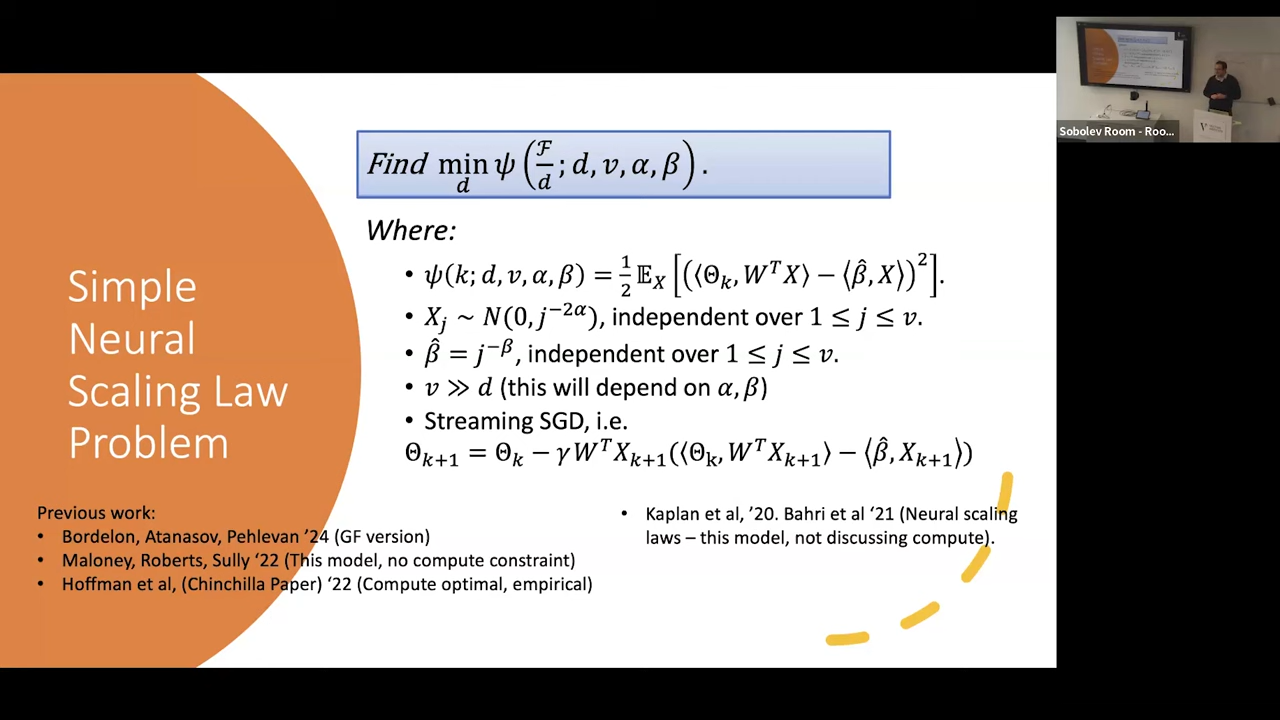 Simple
Neural
Scaling Law
Problem
Find min_d ψ(ℱ/d; d, v, α, β).
Where:
• ψ(k; d, v, α, β) = 1/2 𝔼_X [(⟨Θ_k, W^T X⟩ − ⟨β̂, X⟩)^2].
• X_j ~ N(0, j^{−2α}), independent over 1 ≤ j ≤ v.
• β̂ = j^{−β}, independent over 1 ≤ j ≤ v.
• v ≫ d (this will depend on α, β)
• Streaming SGD, i.e.
Θ_{k+1} = Θ_k − γW^T X_{k+1}(⟨Θ_k, W^T X_{k+1}⟩ − ⟨β̂, X_{k+1}⟩)
Previous work:
• Bordelon, Atanasov, Pehlevan ’24 (GF version)
• Maloney, Roberts, Sully ‘22 (This model, no compute constraint)
• Hoffman et al, (Chinchilla Paper) ‘22 (Compute optimal, empirical)
• Kaplan et al, ’20. Bahri et al ‘21 (Neural scaling
laws – this model, not discussing compute).
Sobolev Room - Roo...